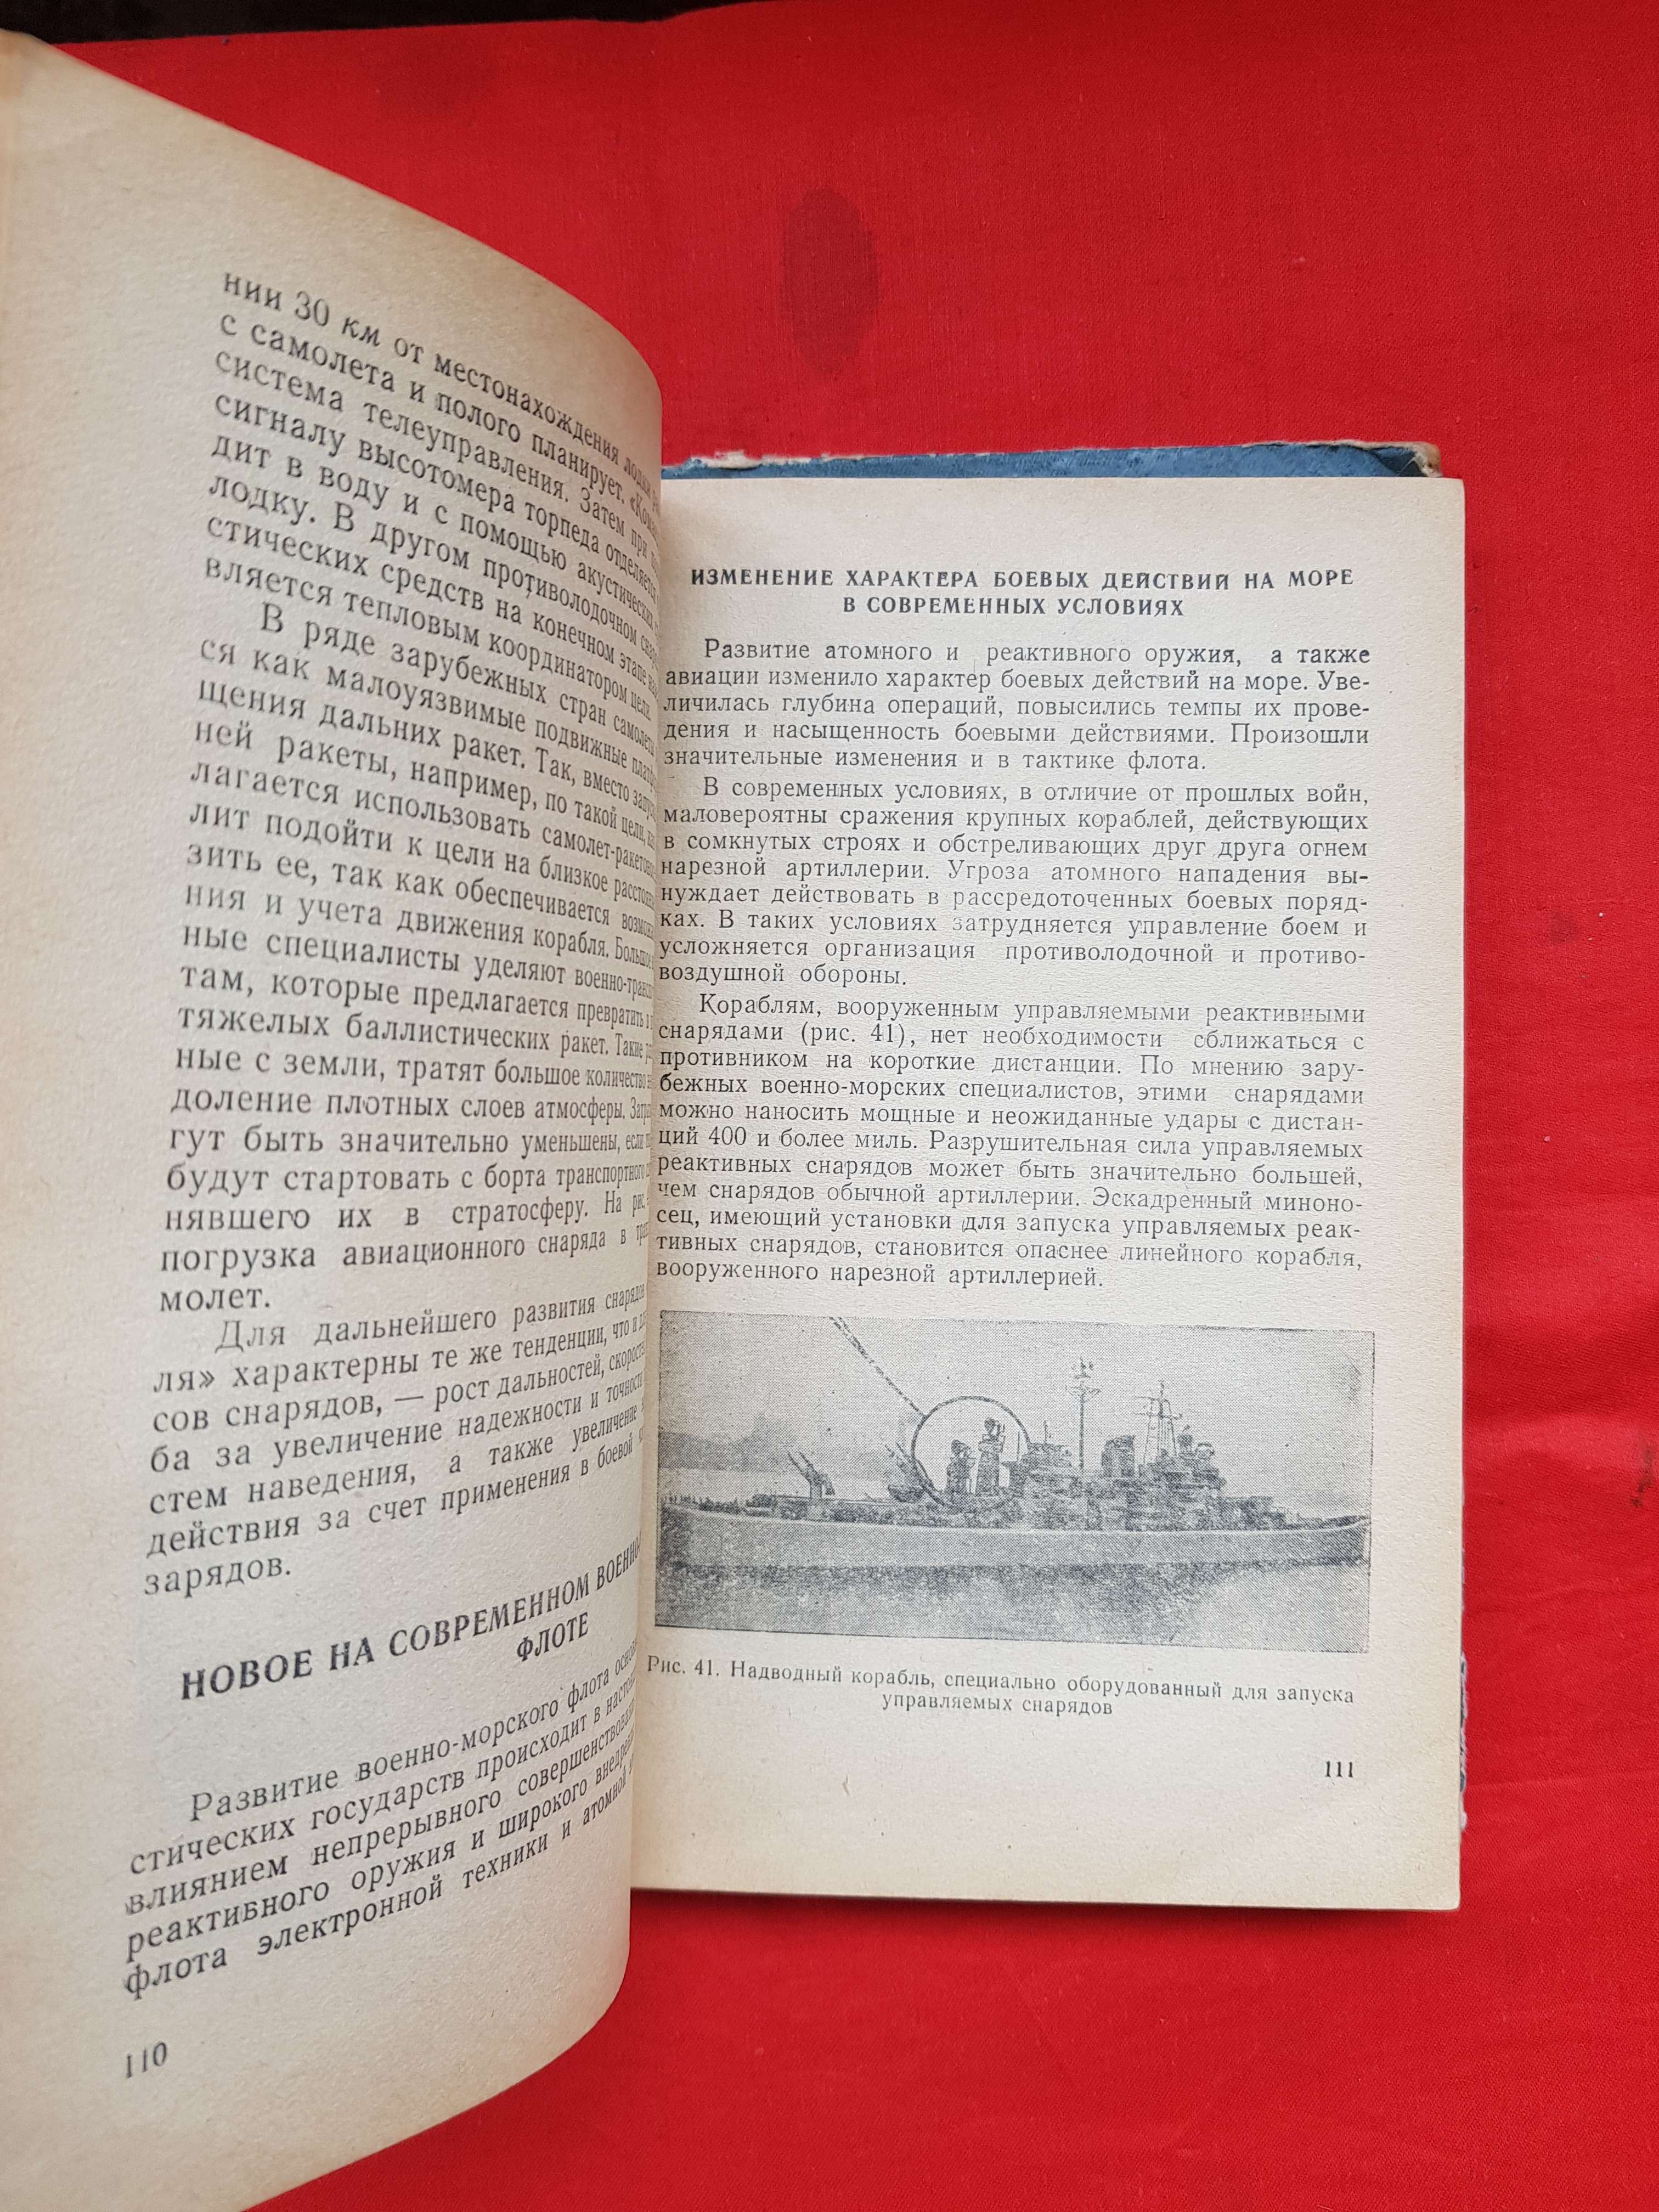 нии 30 км от местонахождения лодки
с самолета и полого планирует.
система телеуправления. Затем при
сигналу высотомера торпеда отделяется
дит в воду и с помощью акустических
лодку. В другом противолодочном
стических средств на конечном этапе
вляется тепловым координатором цели.
В ряде зарубежных стран самолеты
ся как малоуязвимые подвижные
щения дальних ракет. Так, вместо
ней ракеты, например, по такой цели,
лагается использовать
лит подойти к цели на близкое
зить ее, так как обеспечивается
ния и учета движения корабля.
ные специалисты уделяют
там, которые предлагается превратить в
тяжелых баллистических ракет. Такие
ные с земли, тратят большое количество
доление плотных слоев атмосферы.
гут быть значительно уменьшены, если
будут стартовать с борта транспортного
нявшего их в стратосферу. На рис.
погрузка авиационного снаряда в
молет.
Для дальнейшего развития снарядов
ля» характерны те же тенденции, что и
сов снарядов, — рост дальностей,
ба за увеличение надежности и точности
стем наведения, а также увеличение
действия за счет применения в боевой
зарядов.
НОВОЕ НА СОВРЕМЕННОМ
ФЛОТЕ
Развитие военно-морского флота
стических государств происходит в
влиянием непрерывного
реактивного оружия и широкого
флота электронной техники и атомной
110
ИЗМЕНЕНИЕ ХАРАКТЕРА БОЕВЫХ ДЕЙСТВИЙ НА МОРЕ
В СОВРЕМЕННЫХ УСЛОВИЯХ
Развитие атомного и реактивного оружия, а также
авиации изменило характер боевых действий на море. Уве-
личилась глубина операций, повысились темпы их прове-
дения и насыщенность боевыми действиями. Произошли
значительные изменения и в тактике флота.
В современных условиях, в отличие от прошлых войн,
маловероятны сражения крупных кораблей, действующих
в сомкнутых строях и обстреливающих друг друга огнем
нарезной артиллерии. Угроза атомного нападения вы-
нуждает действовать в рассредоточенных боевых поряд-
ках. В таких условиях затрудняется управление боем и
усложняется организация противолодочной и противо-
воздушной обороны.
Кораблям, вооруженным управляемыми реактивными
снарядами (рис. 41), нет необходимости сближаться с
противником на короткие дистанции. По мнению зару-
бежных военно-морских специалистов, этими снарядами
можно наносить мощные и неожиданные удары с дистан-
ций 400 и более миль. Разрушительная сила управляемых
реактивных снарядов может быть значительно большей,
чем снарядов обычной артиллерии. Эскадренный миноно-
сец, имеющий установки для запуска управляемых реак-
тивных снарядов, становится опаснее линейного корабля,
вооруженного нарезной артиллерией.
Рис. 41. Надводный корабль, специально оборудованный для запуска
управляемых снарядов
111